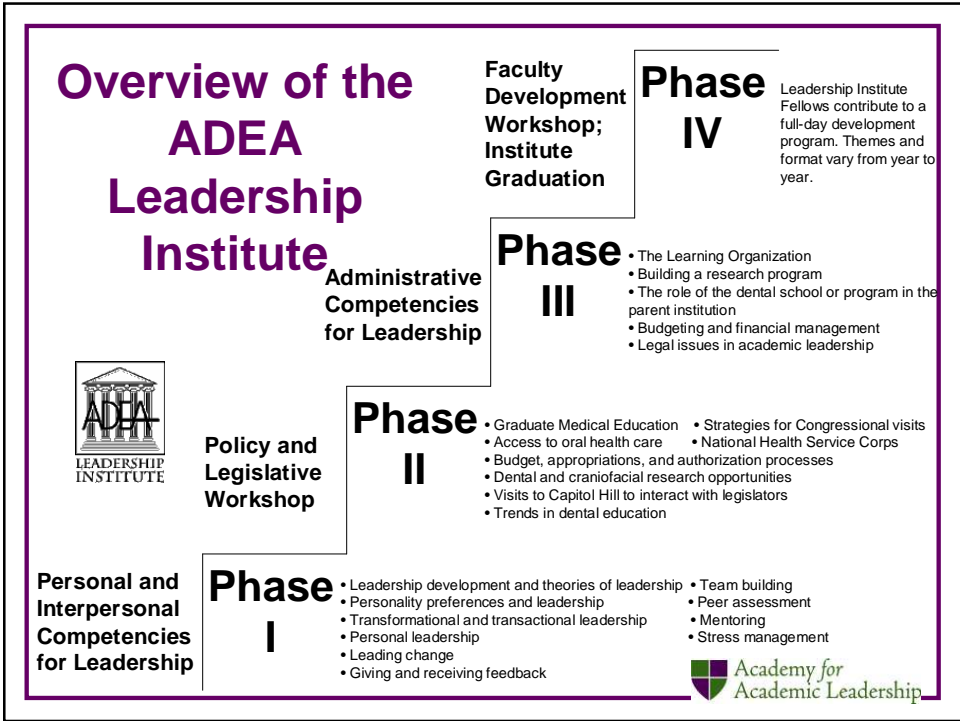 Overview of the
ADEA
Leadership
Institute
Faculty
Development
Workshop;
Institute
Graduation
Phase
IV
Leadership Institute
Fellows contribute to a
full-day development
program. Themes and
format vary from year to
year.
Administrative
Competencies
for Leadership
Phase
III
• The Learning Organization
• Building a research program
• The role of the dental school or program in the
parent institution
• Budgeting and financial management
• Legal issues in academic leadership
ADEA
LEADERSHIP
INSTITUTE
Policy and
Legislative
Workshop
Phase
II
• Graduate Medical Education • Strategies for Congressional visits
• Access to oral health care • National Health Service Corps
• Budget, appropriations, and authorization processes
• Dental and craniofacial research opportunities
• Visits to Capitol Hill to interact with legislators
• Trends in dental education
Personal and
Interpersonal
Competencies
for Leadership
Phase
I
• Leadership development and theories of leadership • Team building
• Personality preferences and leadership • Peer assessment
• Transformational and transactional leadership • Mentoring
• Personal leadership • Stress management
• Leading change
• Giving and receiving feedback
Academy for
Academic Leadership